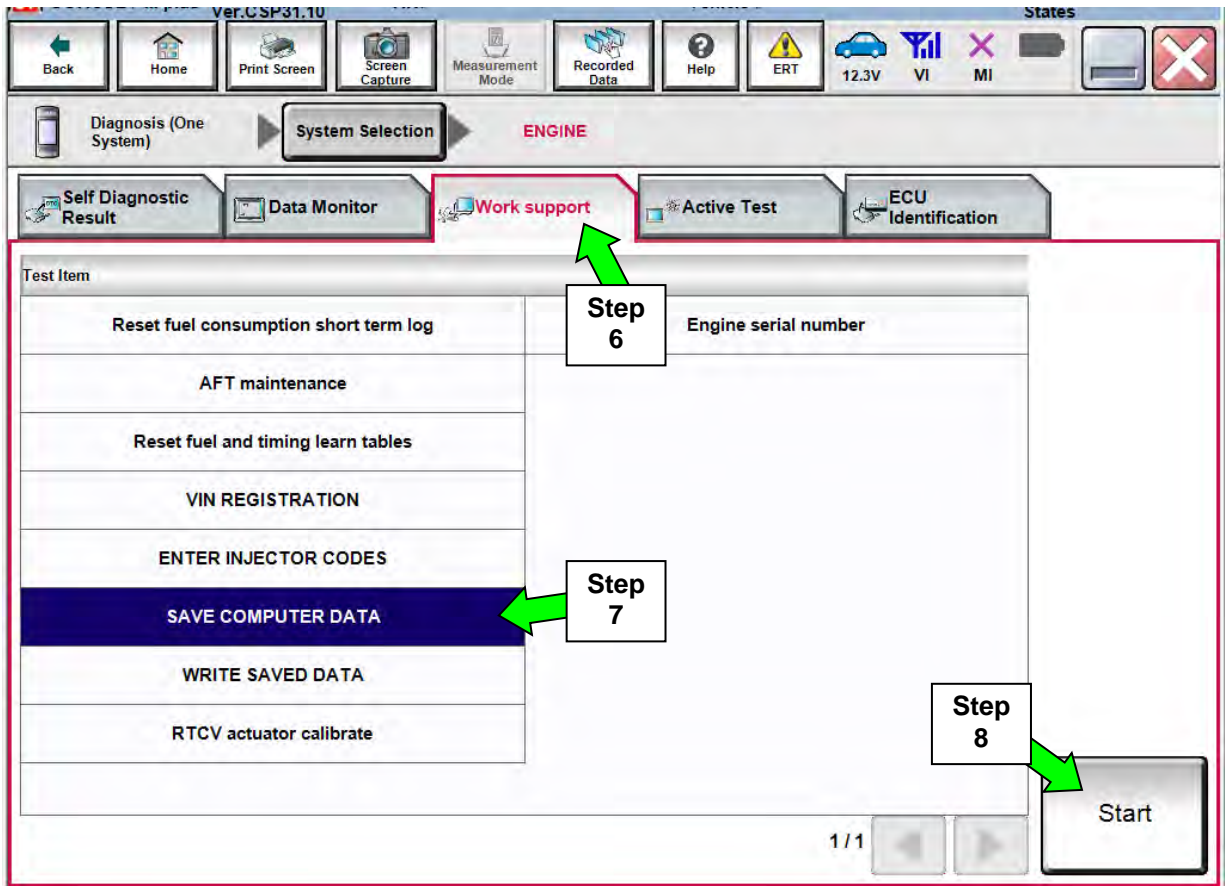 Ver.CSP31.10
States
Back
Home
Print Screen
Screen
Capture
Measurement
Mode
Recorded
Data
Help
ERT
12.3V
VI
MI
Diagnosis (One
System)
System Selection
ENGINE
Self Diagnostic
Result
Data Monitor
Work support
Active Test
ECU
Identification
Test Item
Reset fuel consumption short term log
Step
6
Engine serial number
AFT maintenance
Reset fuel and timing learn tables
VIN REGISTRATION
ENTER INJECTOR CODES
SAVE COMPUTER DATA
Step
7
WRITE SAVED DATA
RTCV actuator calibrate
Step
8
Start
1/1